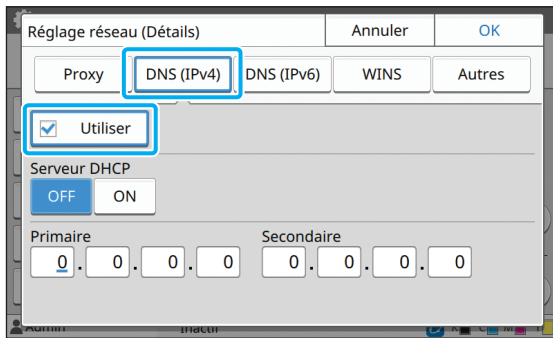 Réglage réseau (Détails) Annuler OK
Proxy DNS (IPv4) DNS (IPv6) WINS Autres
Utiliser
Serveur DHCP
OFF ON
Primaire Secondaire
0 . 0 . 0 . 0 0 . 0 . 0 . 0
Admin Inactif K C M Y